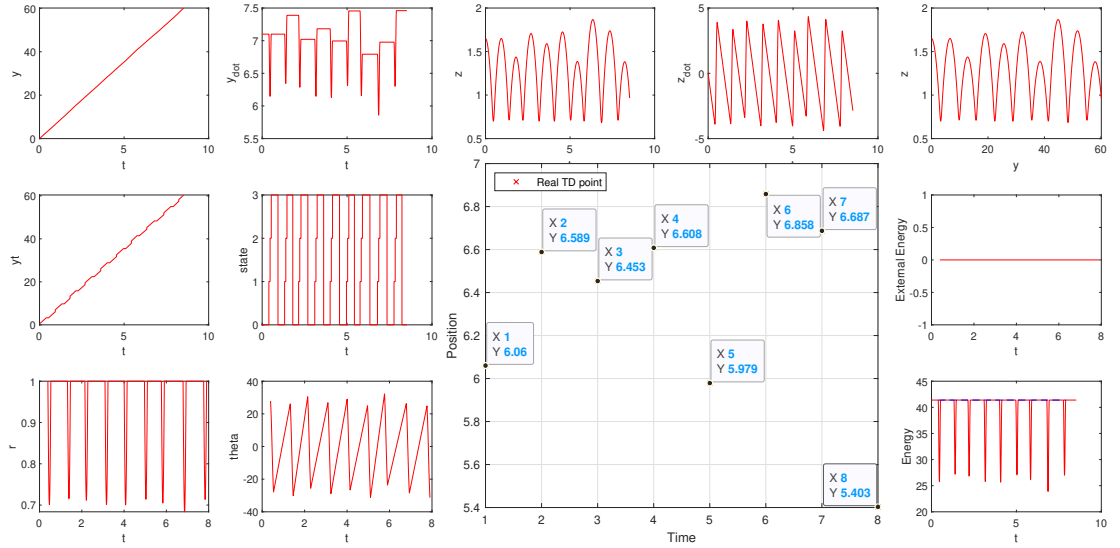 60
40
20
0
y
0
5
10
t
7.5
7
6.5
6
5.5
y_dot
0
5
10
t
2
1.5
1
0.5
z
0
5
10
t
5
0
-5
z_dot
0
5
10
t
2
1.5
1
0.5
z
0
20
40
60
y
60
40
20
0
yt
0
5
10
t
3
2
1
0
state
0
5
10
t
7
6.8
6.6
6.4
6.2
6
5.8
5.6
5.4
Position
Real TD point
X 1
Y 6.06
X 2
Y 6.589
X 3
Y 6.453
X 4
Y 6.608
X 5
Y 5.979
X 6
Y 6.858
X 7
Y 6.687
X 8
Y 5.403
1
2
3
4
5
6
7
8
Time
1
0.5
0
-0.5
-1
External Energy
0
2
4
6
8
t
1
0.9
0.8
0.7
r
0
2
4
6
8
t
40
20
0
-20
-40
theta
0
2
4
6
8
t
45
40
35
30
25
20
Energy
0
5
10
t